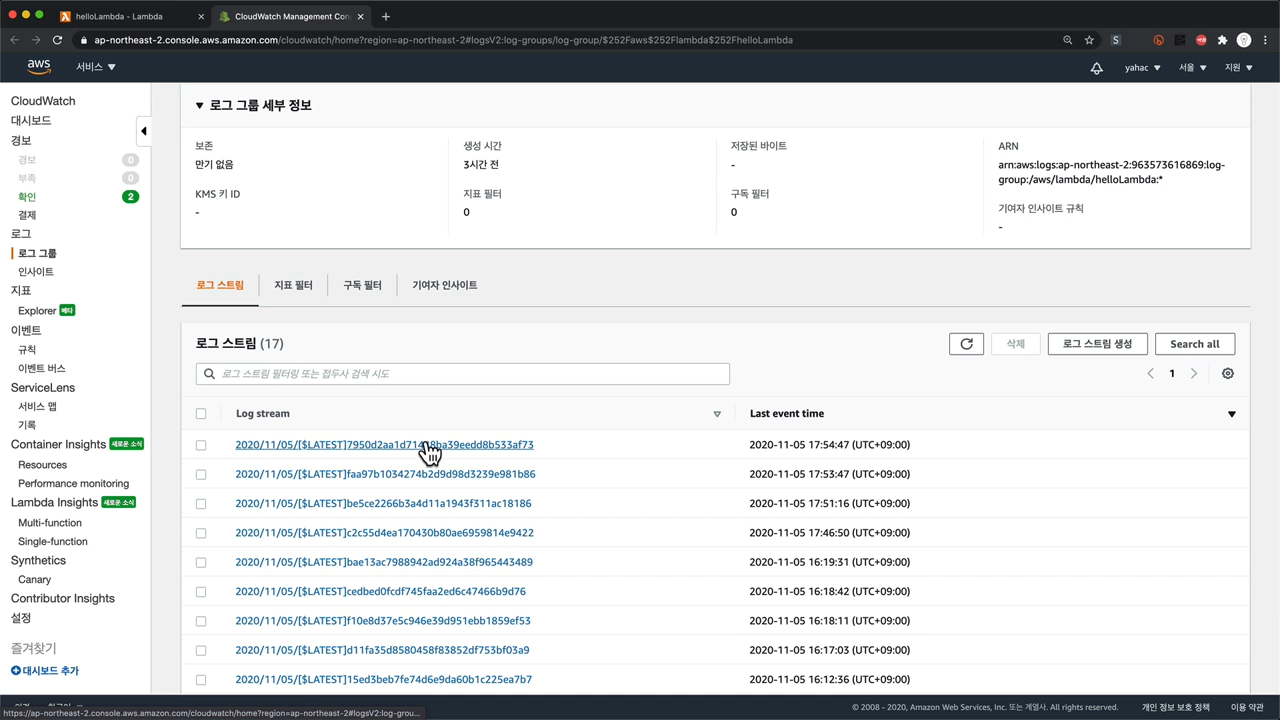 helloLambda - Lambda
CloudWatch Management Con
ap-northeast-2.console.aws.amazon.com/cloudwatch/home?region=ap-northeast-2#logsV2:log-groups/log-group/$252Faws$252Flambda$252FhelloLambda
aws 서비스 yahac 서울 지원
CloudWatch
대시보드
경보
경보 0
부족 0
확인 2
결제
로그
로그 그룹
인사이트
지표
Explorer 베타
이벤트
규칙
이벤트 버스
ServiceLens
서비스 맵
기록
Container Insights 새로운 소식
Resources
Performance monitoring
Lambda Insights 새로운 소식
Multi-function
Single-function
Synthetics
Canary
Contributor Insights
설정
즐겨찾기
대시보드 추가
로그 그룹 세부 정보
보존
만기 없음
KMS 키 ID
-
생성 시간
3시간 전
지표 필터
0
저장된 바이트
-
구독 필터
0
ARN
arn:aws:logs:ap-northeast-2:963573616869:log-
group:/aws/lambda/helloLambda:*
기여자 인사이트 규칙
-
로그 스트림 지표 필터 구독 필터 기여자 인사이트
로그 스트림 (17)
삭제 로그 스트림 생성 Search all
로그 스트림 필터링 또는 접두사 검색 시도
1
Log stream Last event time
2020-11-05 17:54:47 (UTC+09:00)
2020/11/05/[$LATEST]faa97b1034274b2d9d98d3239e981b86 2020-11-05 17:53:47 (UTC+09:00)
2020/11/05/[$LATEST]be5ce2266b3a4d11a1943f311ac18186 2020-11-05 17:51:16 (UTC+09:00)
2020/11/05/[$LATEST]c2c55d4ea170430b80ae6959814e9422 2020-11-05 17:46:50 (UTC+09:00)
2020/11/05/[$LATEST]bae13ac7988942ad924a38f965443489 2020-11-05 16:19:31 (UTC+09:00)
2020/11/05/[$LATEST]cedbed0fcdf745faa2ed6c47466b9d76 2020-11-05 16:18:42 (UTC+09:00)
2020/11/05/[$LATEST]f10e8d37e5c946e39d951ebb1859ef53 2020-11-05 16:18:11 (UTC+09:00)
2020/11/05/[$LATEST]d11fa35d8580458f83852df753bf03a9 2020-11-05 16:17:03 (UTC+09:00)
2020/11/05/[$LATEST]15ed3beb7fe74d6e9da60b1c225ea7b7 2020-11-05 16:12:36 (UTC+09:00)
https://ap-northeast-2.console.aws.amazon.com/cloudwatch/home?region=ap-northeast-2#logsV2:log-grou...
© 2008 - 2020, Amazon Web Services, Inc. 또는 계열사. All rights reserved. 개인 정보 보호 정책 이용 약관